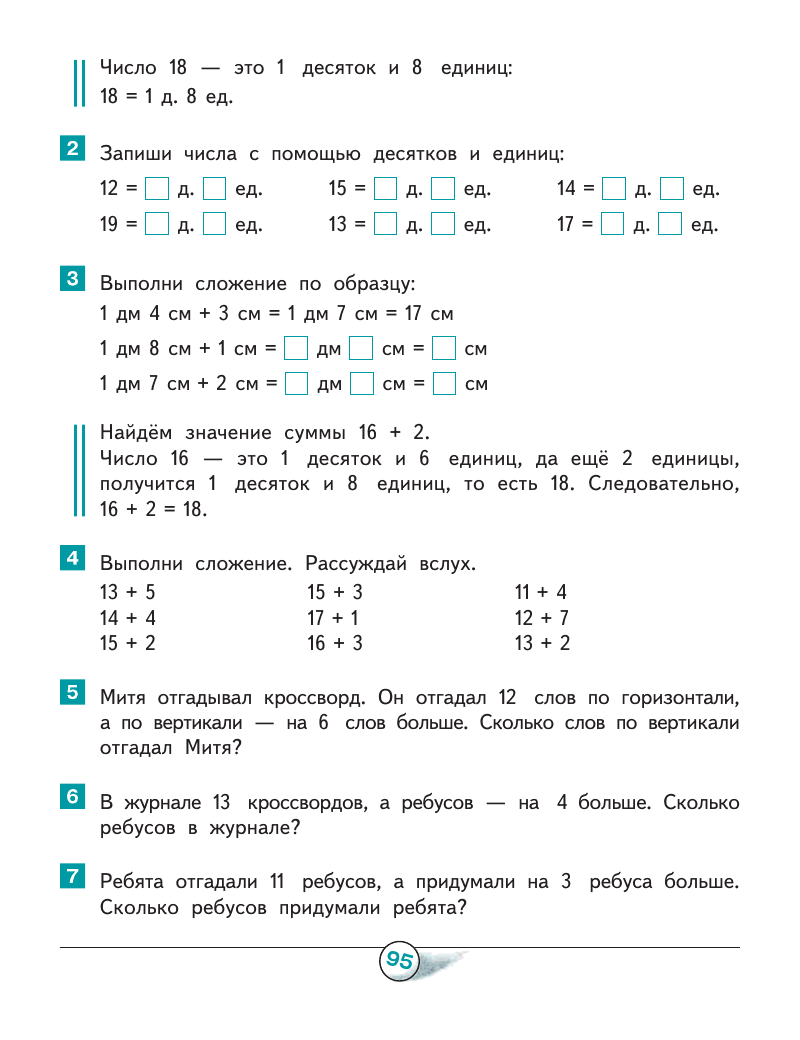 Число 18 — это 1 десяток и 8 единиц:
18 = 1 д. 8 ед.
2 Запиши числа с помощью десятков и единиц:
12 = □ д. □ ед. 15 = □ д. □ ед. 14 = □ д. □ ед.
19 = □ д. □ ед. 13 = □ д. □ ед. 17 = □ д. □ ед.
3 Выполни сложение по образцу:
1 дм 4 см + 3 см = 1 дм 7 см = 17 см
1 дм 8 см + 1 см = □ дм □ см = □ см
1 дм 7 см + 2 см = □ дм □ см = □ см
Найдём значение суммы 16 + 2.
Число 16 — это 1 десяток и 6 единиц, да ещё 2 единицы,
получится 1 десяток и 8 единиц, то есть 18. Следовательно,
16 + 2 = 18.
4 Выполни сложение. Рассуждай вслух.
13 + 5 15 + 3 11 + 4
14 + 4 17 + 1 12 + 7
15 + 2 16 + 3 13 + 2
5 Митя отгадывал кроссворд. Он отгадал 12 слов по горизонтали,
а по вертикали — на 6 слов больше. Сколько слов по вертикали
отгадал Митя?
6 В журнале 13 кроссвордов, а ребусов — на 4 больше. Сколько
ребусов в журнале?
7 Ребята отгадали 11 ребусов, а придумали на 3 ребуса больше.
Сколько ребусов придумали ребята?
95